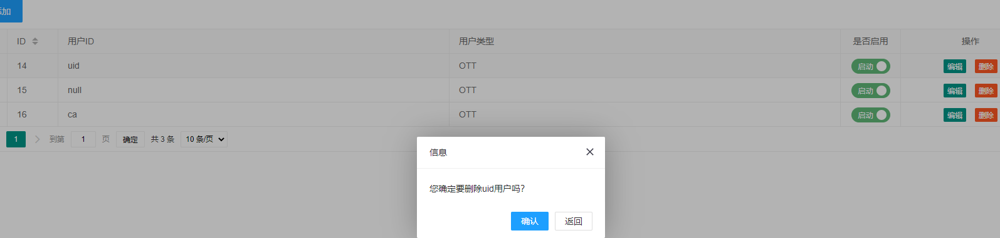 添加
ID 用户ID 用户类型 是否启用 操作
14 uid OTT 启动 编辑 删除
15 null OTT 启动 编辑 删除
16 ca OTT 启动 编辑 删除
1 到第 1 页 确定 共 3 条 10 条/页
信息
您确定要删除uid用户吗?
确认 返回